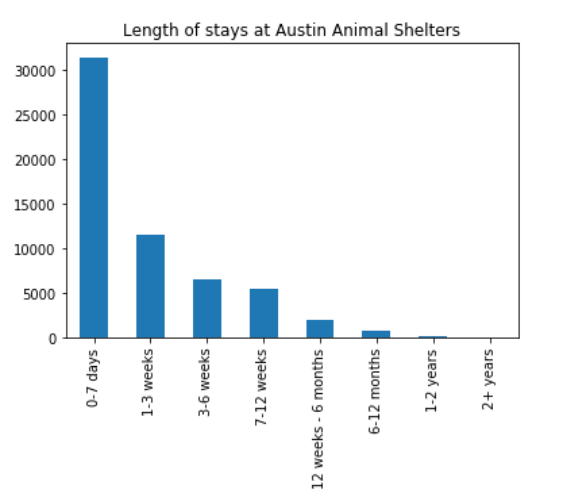 Length of stays at Austin Animal Shelters
30000
25000
20000
15000
10000
5000
0
0-7 days
1-3 weeks
3-6 weeks
7-12 weeks
12 weeks - 6 months
6-12 months
1-2 years
2+ years